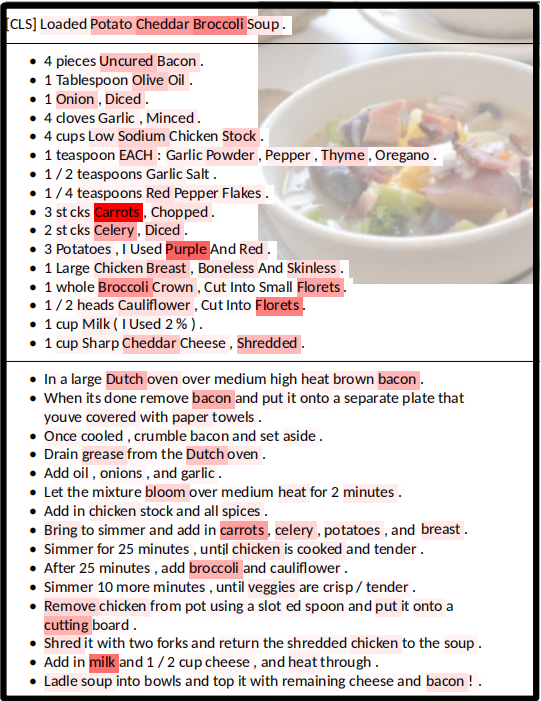 [CLS] Loaded Potato Cheddar Broccoli Soup .
• 4 pieces Uncured Bacon .
• 1 Tablespoon Olive Oil .
• 1 Onion , Diced .
• 4 cloves Garlic , Minced .
• 4 cups Low Sodium Chicken Stock .
• 1 teaspoon EACH : Garlic Powder , Pepper , Thyme , Oregano .
• 1 / 2 teaspoons Garlic Salt .
• 1 / 4 teaspoons Red Pepper Flakes .
• 3 st cks Carrots , Chopped .
• 2 st cks Celery , Diced .
• 3 Potatoes , I Used Purple And Red .
• 1 Large Chicken Breast , Boneless And Skinless .
• 1 whole Broccoli Crown , Cut Into Small Florets .
• 1 / 2 heads Cauliflower , Cut Into Florets .
• 1 cup Milk ( I Used 2 % ) .
• 1 cup Sharp Cheddar Cheese , Shredded .
• In a large Dutch oven over medium high heat brown bacon .
• When its done remove bacon and put it onto a separate plate that
youve covered with paper towels .
• Once cooled , crumble bacon and set aside .
• Drain grease from the Dutch oven .
• Add oil , onions , and garlic .
• Let the mixture bloom over medium heat for 2 minutes .
• Add in chicken stock and all spices .
• Bring to simmer and add in carrots , celery , potatoes , and breast .
• Simmer for 25 minutes , until chicken is cooked and tender .
• After 25 minutes , add broccoli and cauliflower .
• Simmer 10 more minutes , until veggies are crisp / tender .
• Remove chicken from pot using a slot ed spoon and put it onto a
cutting board .
• Shred it with two forks and return the shredded chicken to the soup .
• Add in milk and 1 / 2 cup cheese , and heat through .
• Ladle soup into bowls and top it with remaining cheese and bacon ! .